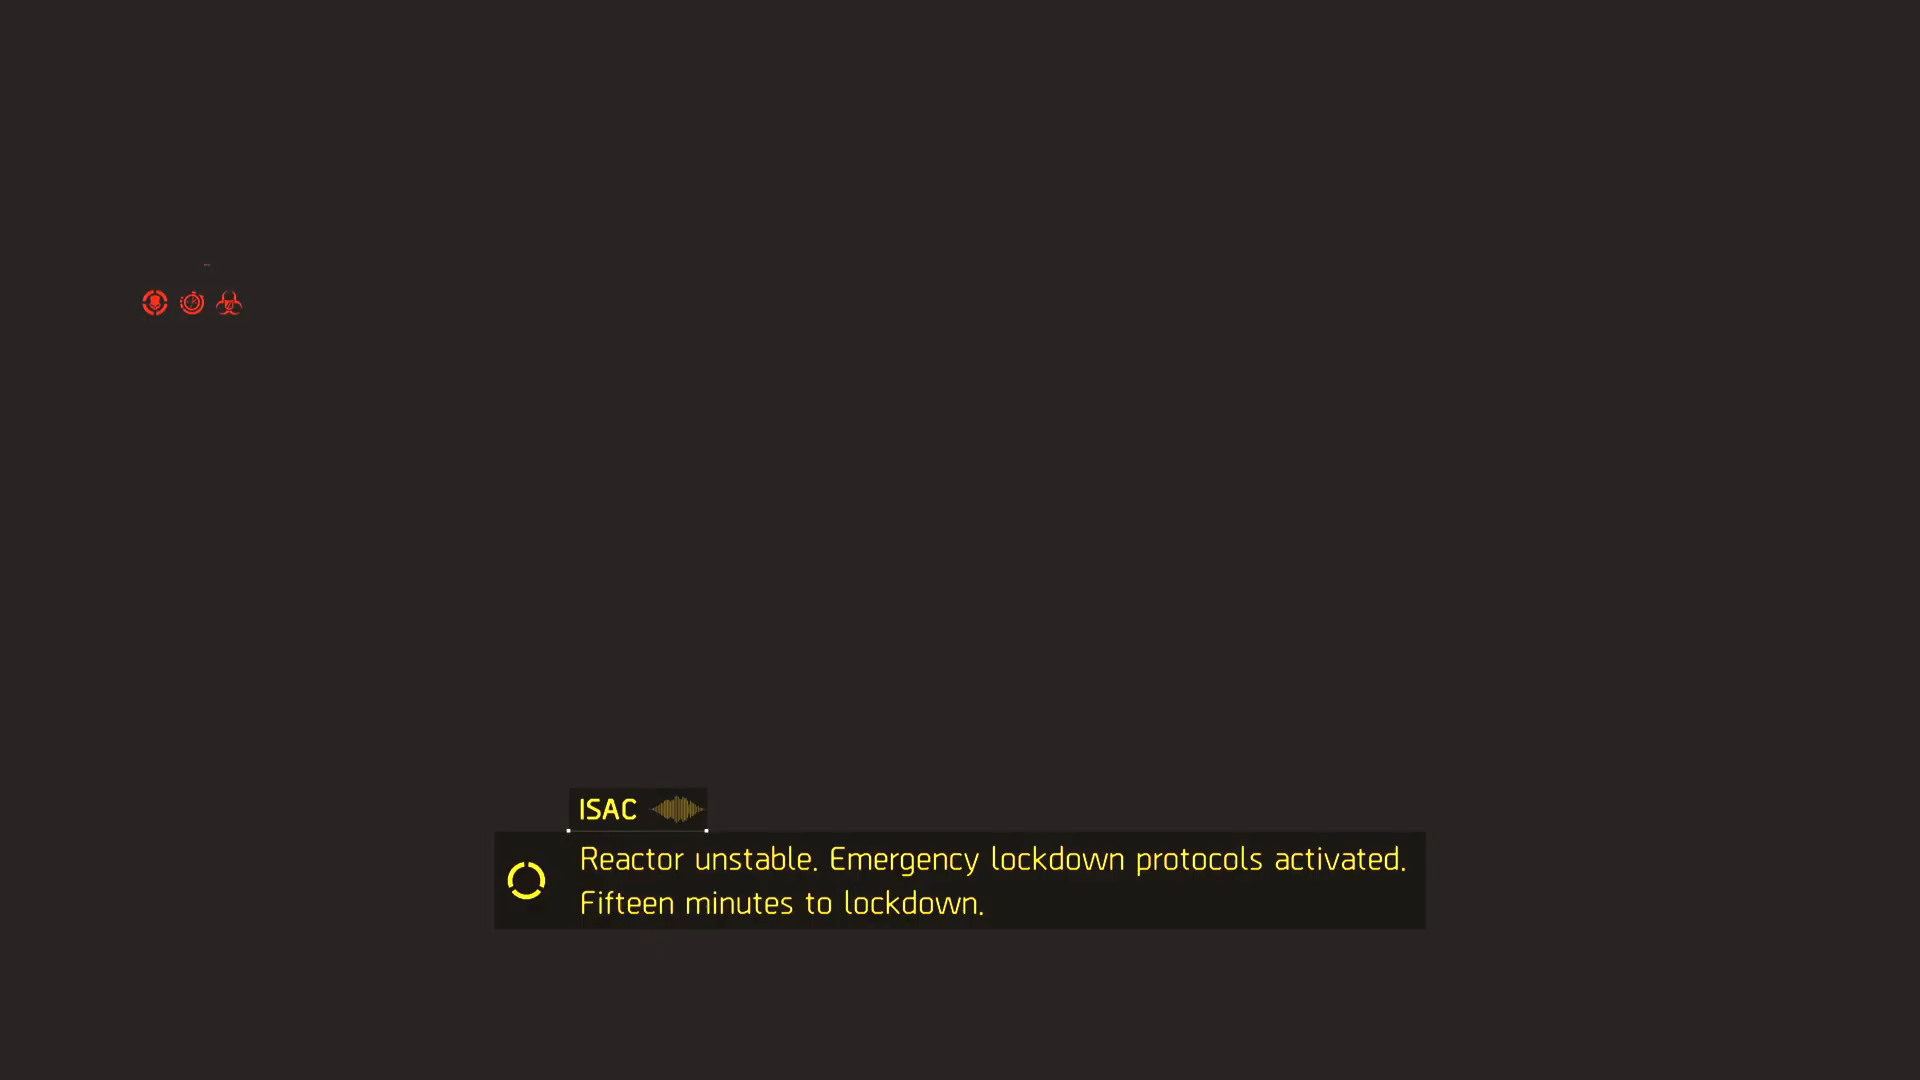 ISAC
Reactor unstable. Emergency lockdown protocols activated.
Fifteen minutes to lockdown.